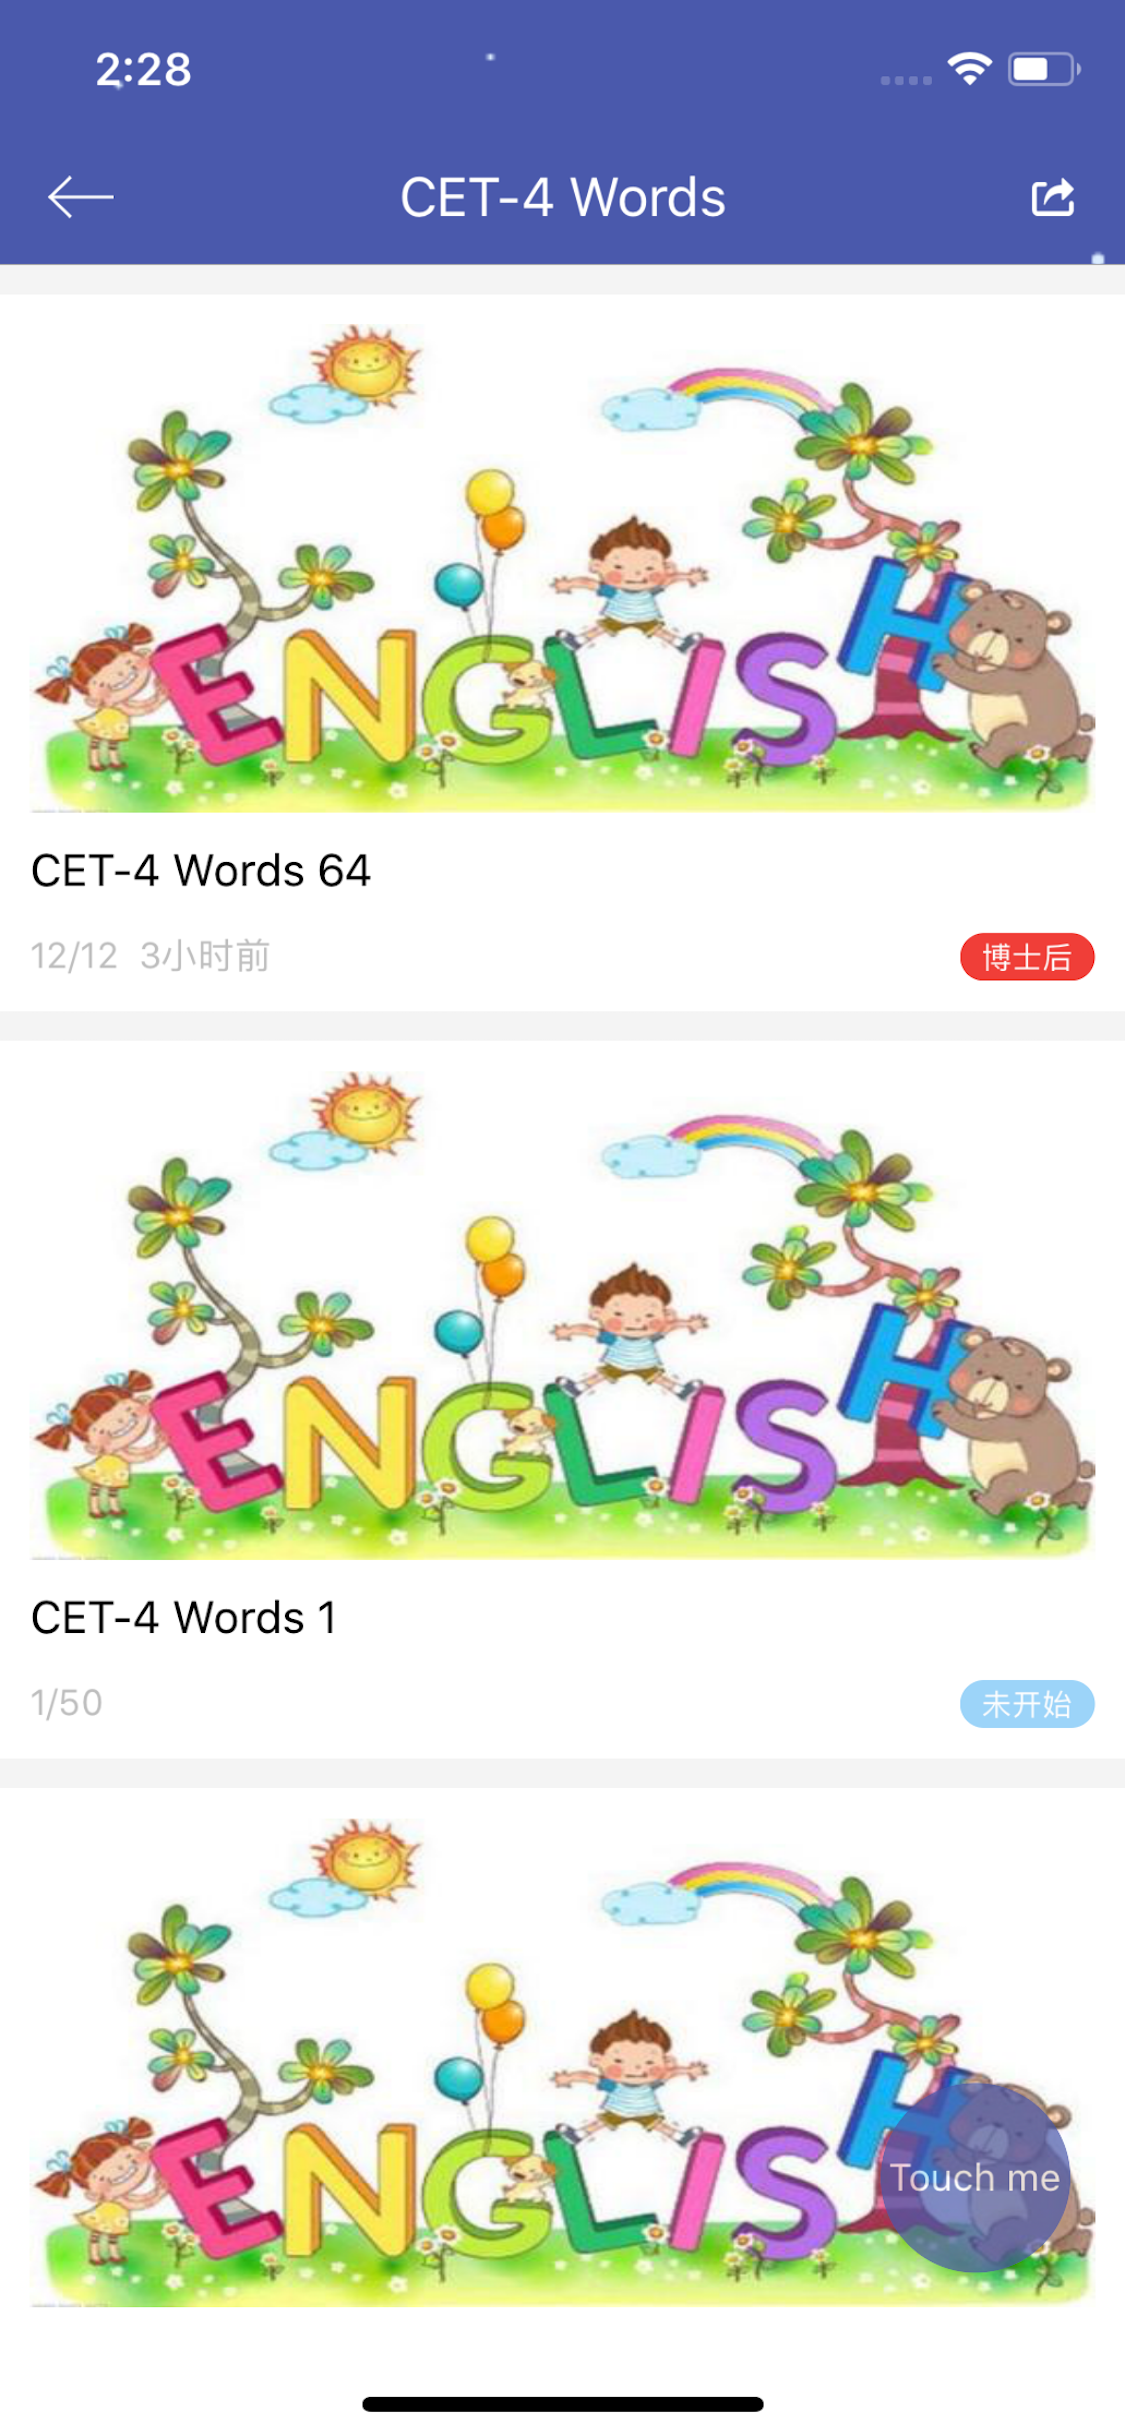 2:28
CET-4 Words
ENGLISH
CET-4 Words 64
12/12 3小时前
博士后
ENGLISH
CET-4 Words 1
1/50
未开始
ENGLISH
Touch me